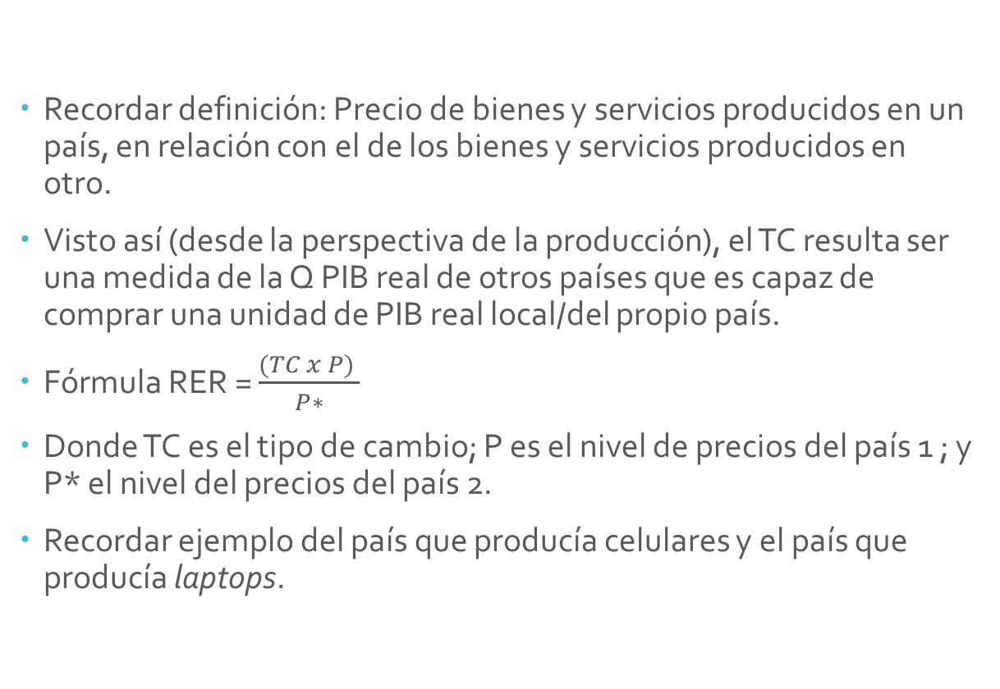 • Recordar definición: Precio de bienes y servicios producidos en un
país, en relación con el de los bienes y servicios producidos en
otro.
• Visto así (desde la perspectiva de la producción), el TC resulta ser
una medida de la Q PIB real de otros países que es capaz de
comprar una unidad de PIB real local/del propio país.
• Fórmula RER = (TC x P)
P*
• Donde TC es el tipo de cambio; P es el nivel de precios del país 1 ; y
P* el nivel del precios del país 2.
• Recordar ejemplo del país que producía celulares y el país que
producía laptops.